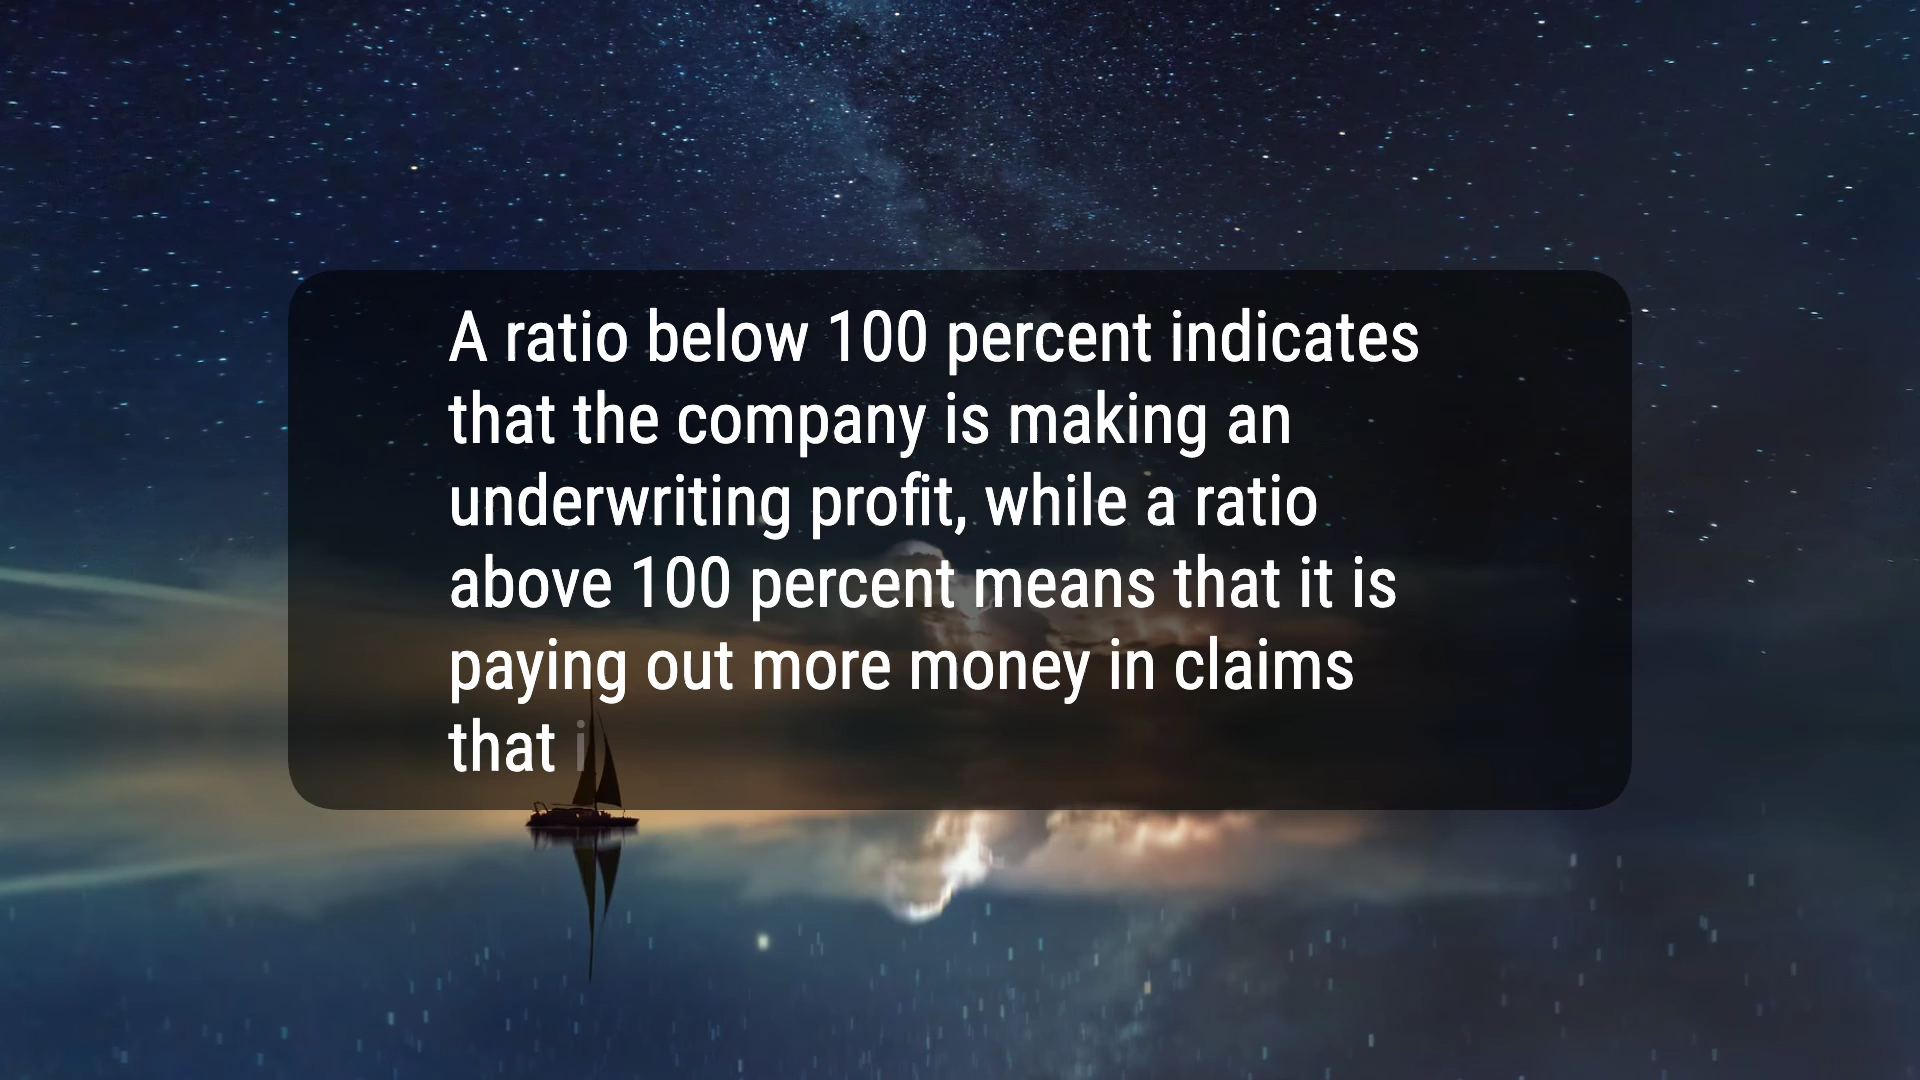 A ratio below 100 percent indicates
that the company is making an
underwriting profit, while a ratio
above 100 percent means that it is
paying out more money in claims
that i